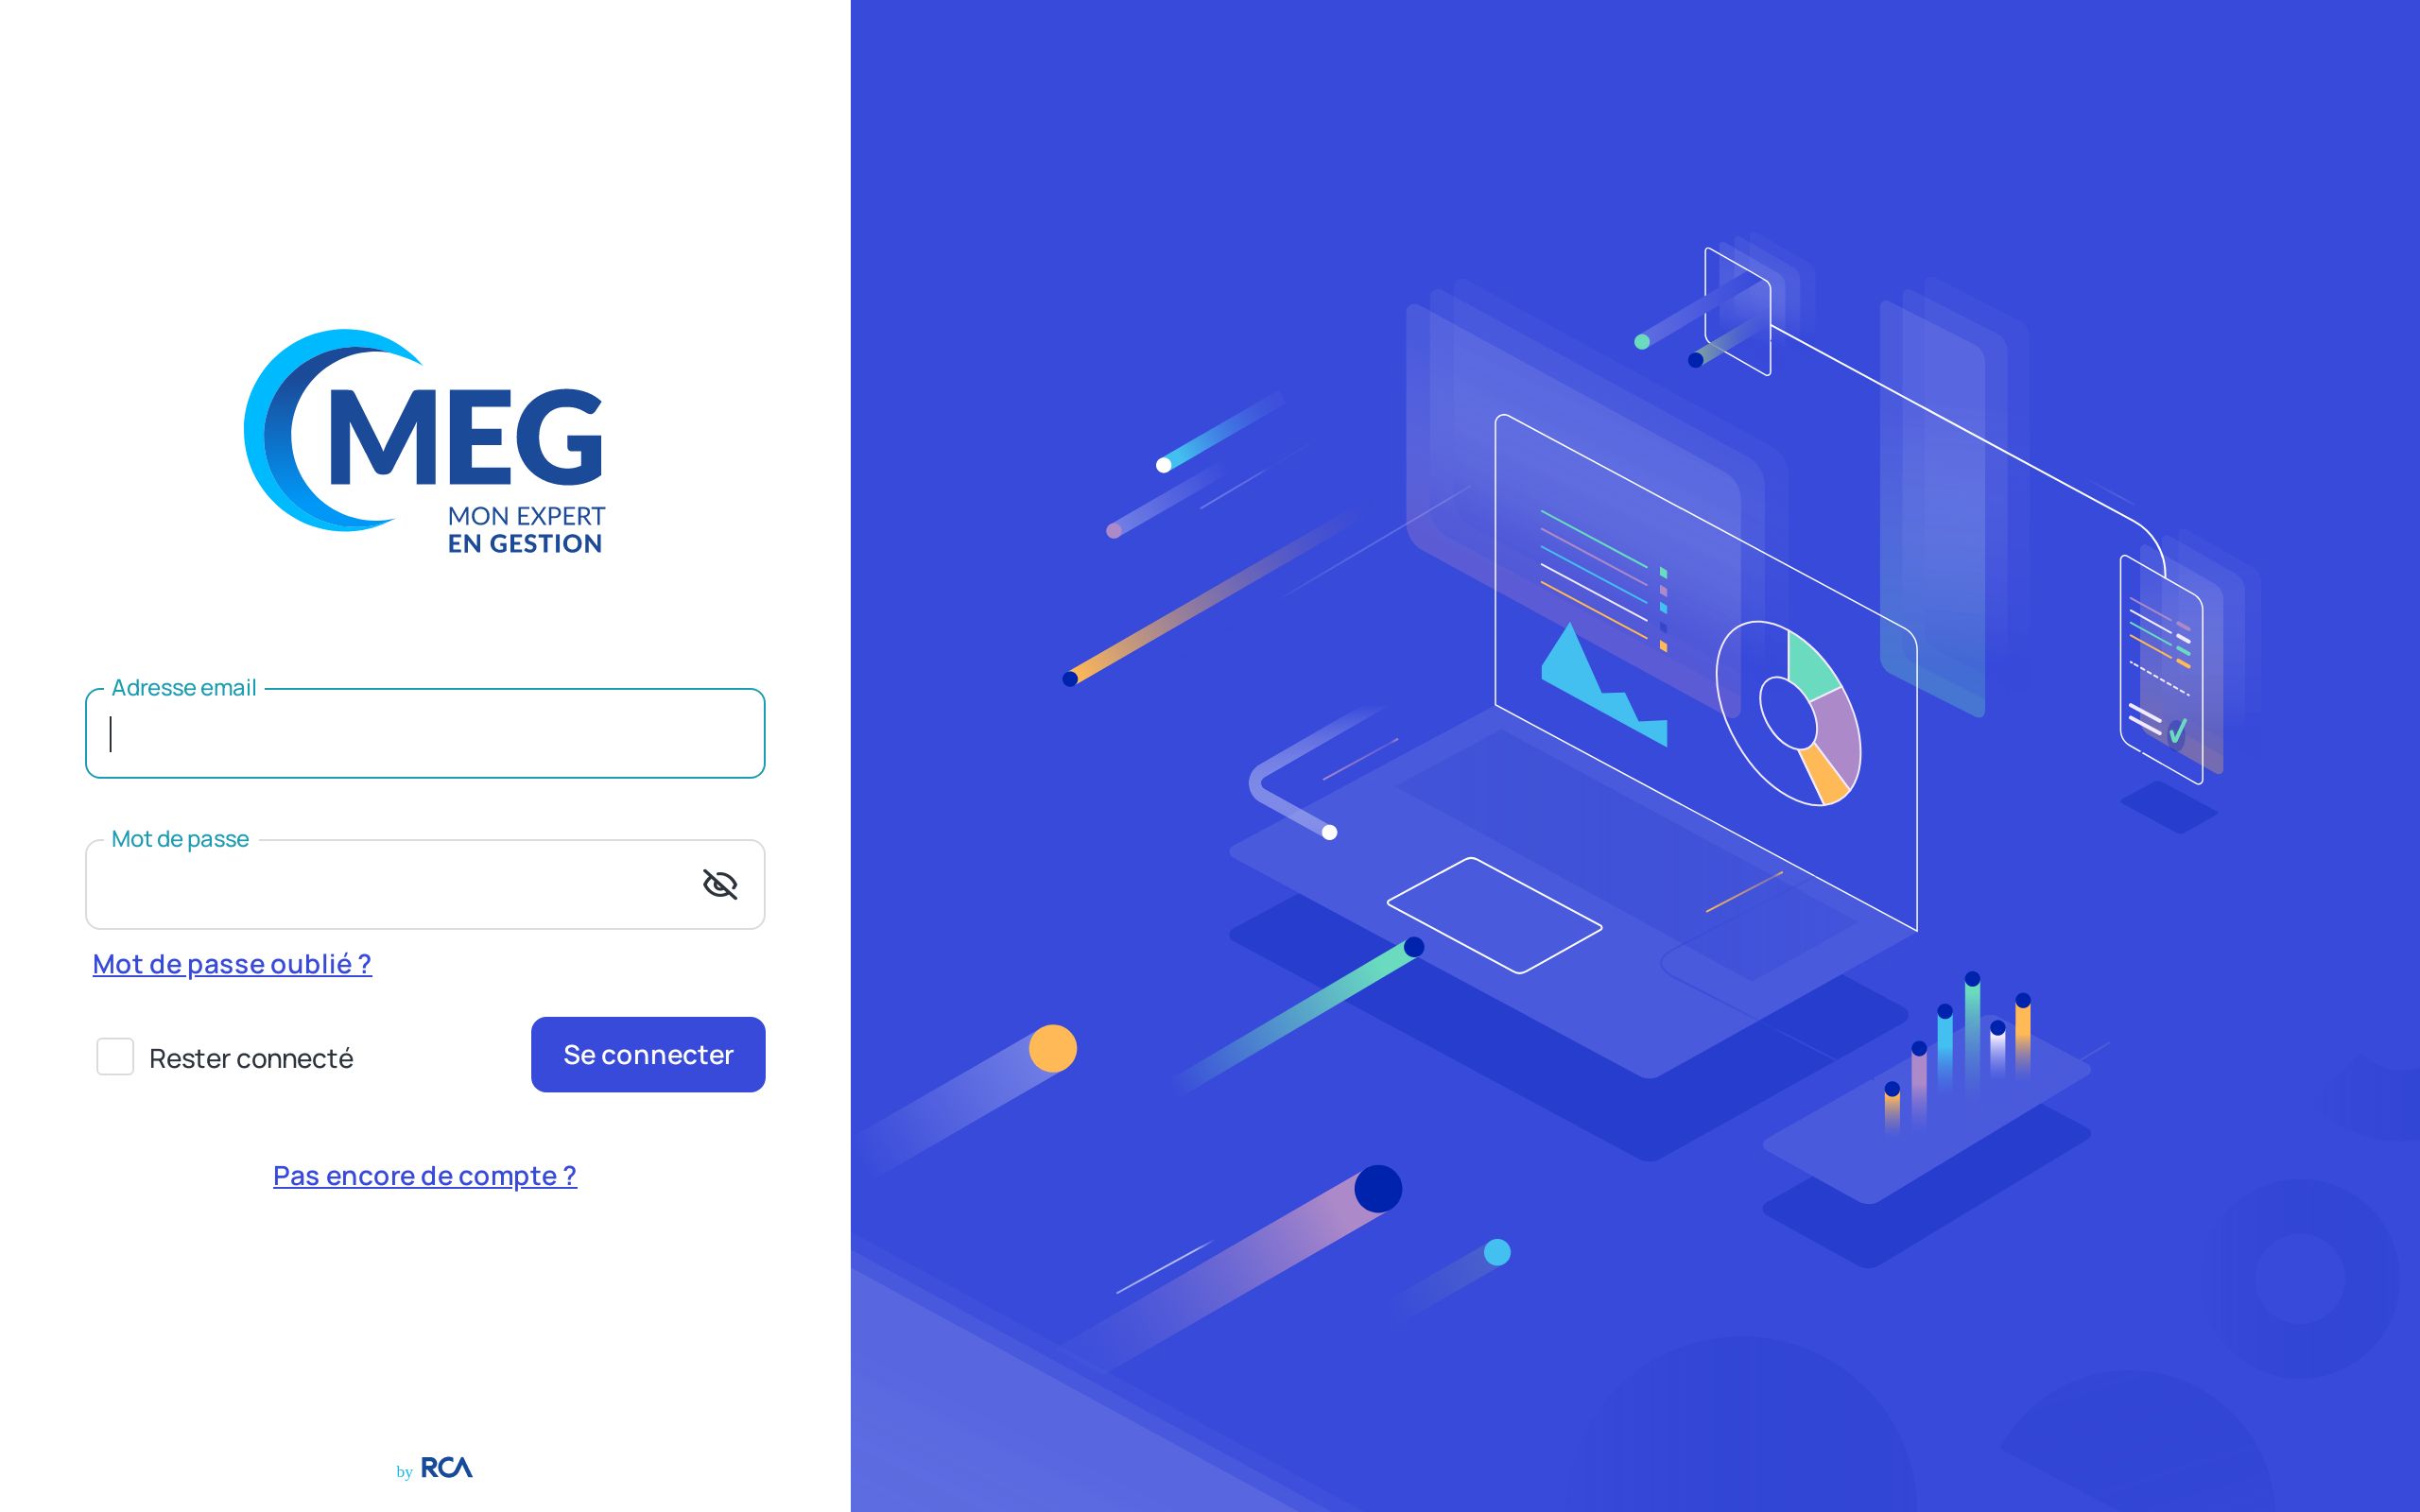 MEG
MON EXPERT
EN GESTION
Adresse email
Mot de passe
Mot de passe oublié ?
Rester connecté
Se connecter
Pas encore de compte ?
by RCA